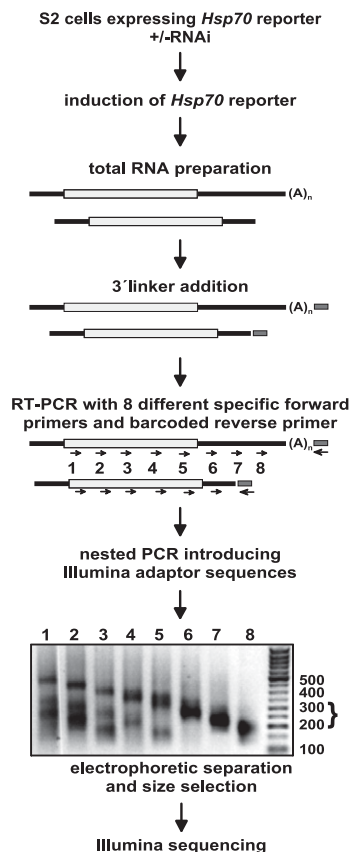 S2 cells expressing Hsp70 reporter
+/-RNAi
induction of Hsp70 reporter
total RNA preparation
(A)n
3´linker addition
(A)n
RT-PCR with 8 different specific forward
primers and barcoded reverse primer
(A)n
1 2 3 4 5 6 7 8
nested PCR introducing
Illumina adaptor sequences
1 2 3 4 5 6 7 8
500
400
300
200
100
}
electrophoretic separation
and size selection
Illumina sequencing